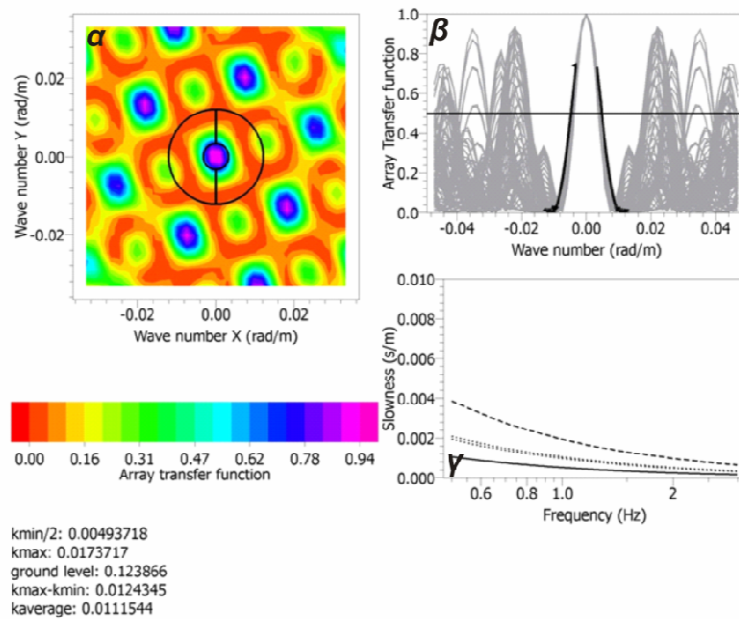 α
Wave number Y (rad/m)
0.02
0.00
-0.02
-0.02 0.00 0.02
Wave number X (rad/m)
β
Array Transfer function
1.0
0.8
0.6
0.4
0.2
0.0
-0.04 -0.02 0.00 0.02 0.04
Wave number (rad/m)
Slowness (s/m)
0.010
0.008
0.006
0.004
0.002
0.000
γ
0.6 0.8 1.0 2
Frequency (Hz)
0.00 0.16 0.31 0.47 0.62 0.78 0.94
Array transfer function
kmin/2: 0.00493718
kmax: 0.0173717
ground level: 0.123866
kmax-kmin: 0.0124345
kaverage: 0.0111544